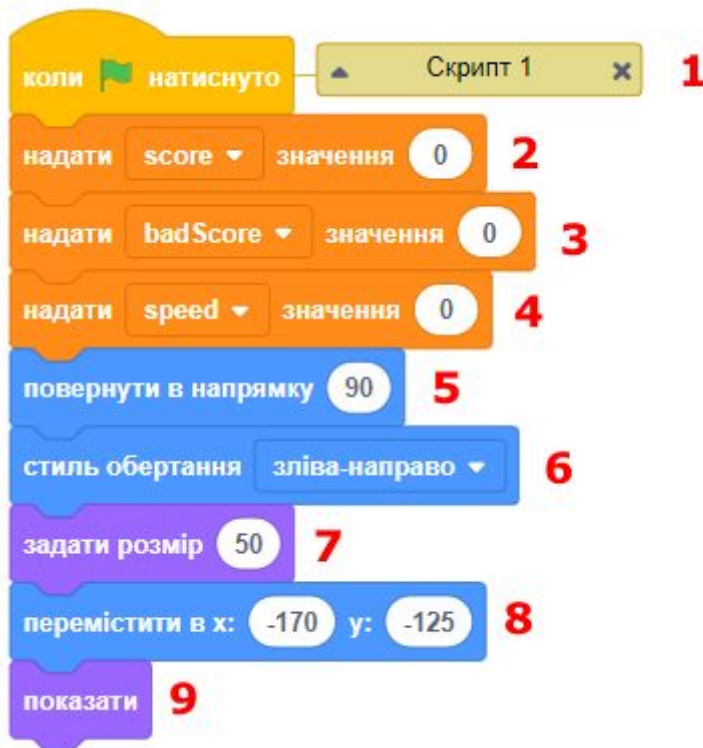 коли натиснуто Скрипт 1 1
надати score значення 0 2
надати badScore значення 0 3
надати speed значення 0 4
повернути в напрямку 90 5
стиль обертання зліва-направо 6
задати розмір 50 7
перемістити в x: -170 y: -125 8
показати 9